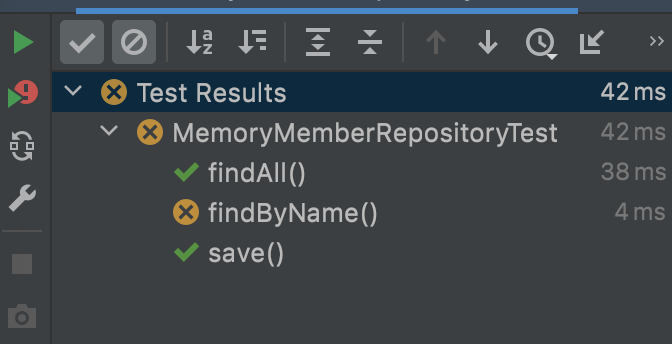 Test Results 42 ms
MemoryMemberRepositoryTest 42 ms
findAll() 38 ms
findByName() 4 ms
save()